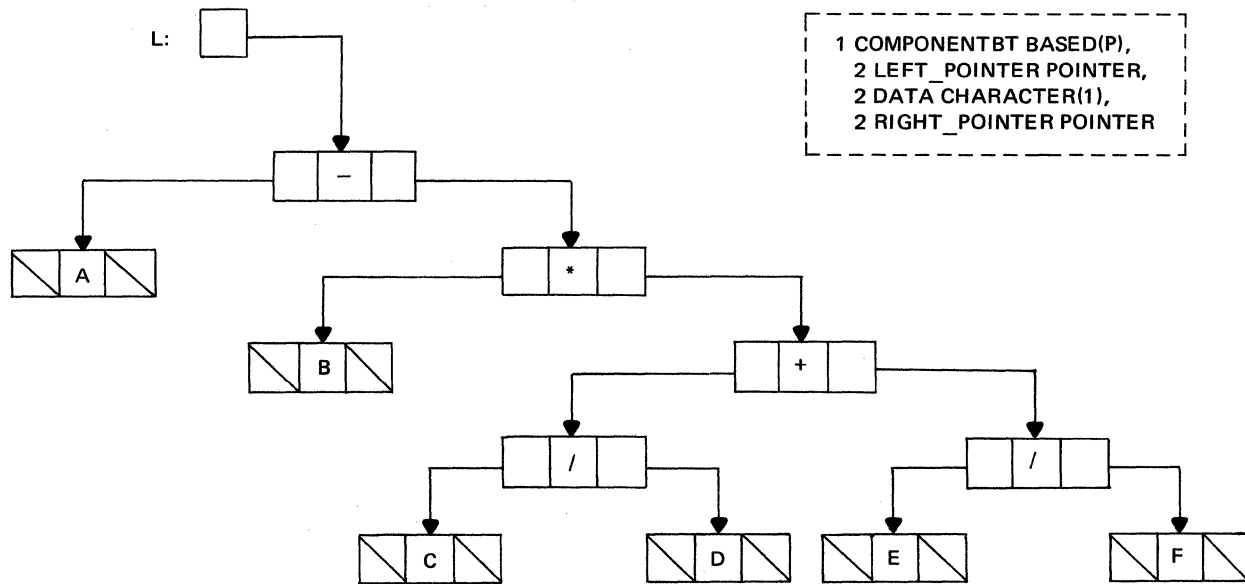 L:
1 COMPONENTBT BASED(P),
2 LEFT_POINTER POINTER,
2 DATA CHARACTER(1),
2 RIGHT_POINTER POINTER
−
A
*
B
+
/
/
C
D
E
F